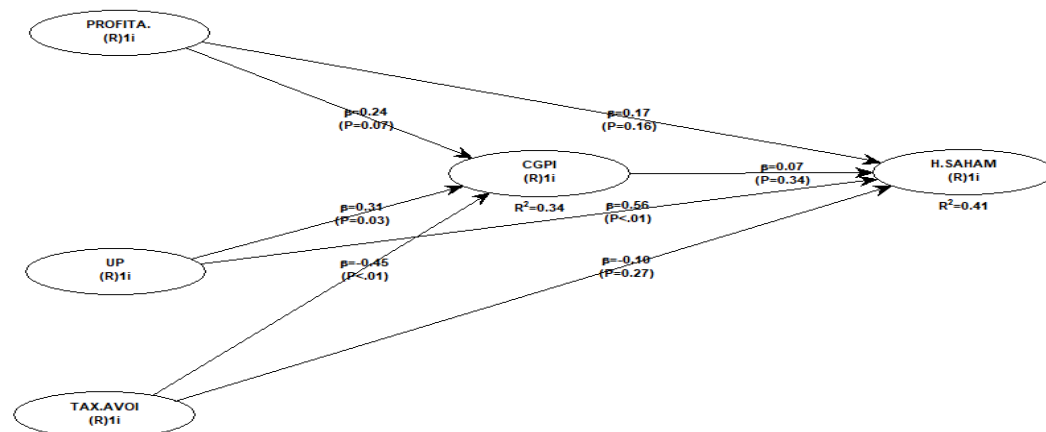 PROFITA.
(R)1i
β=0.24
(P=0.07)
β=0.17
(P=0.16)
CGPI
(R)1i
R²=0.34
β=0.07
(P=0.34)
H.SAHAM
(R)1i
R²=0.41
β=0.31
(P=0.03)
β=0.56
(P<.01)
UP
(R)1i
β=-0.45
(P<.01)
β=-0.10
(P=0.27)
TAX.AVOI
(R)1i